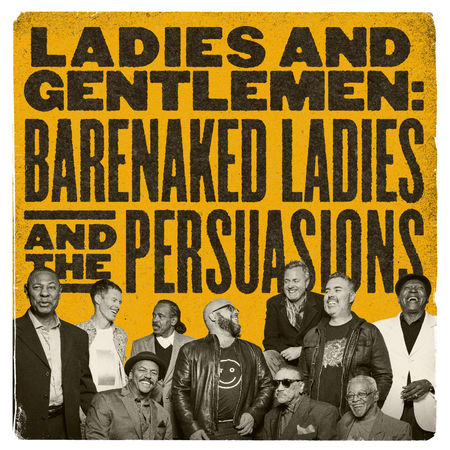 LADIES AND
GENTLEMEN:
BARENAKED LADIES
AND THE PERSUASIONS